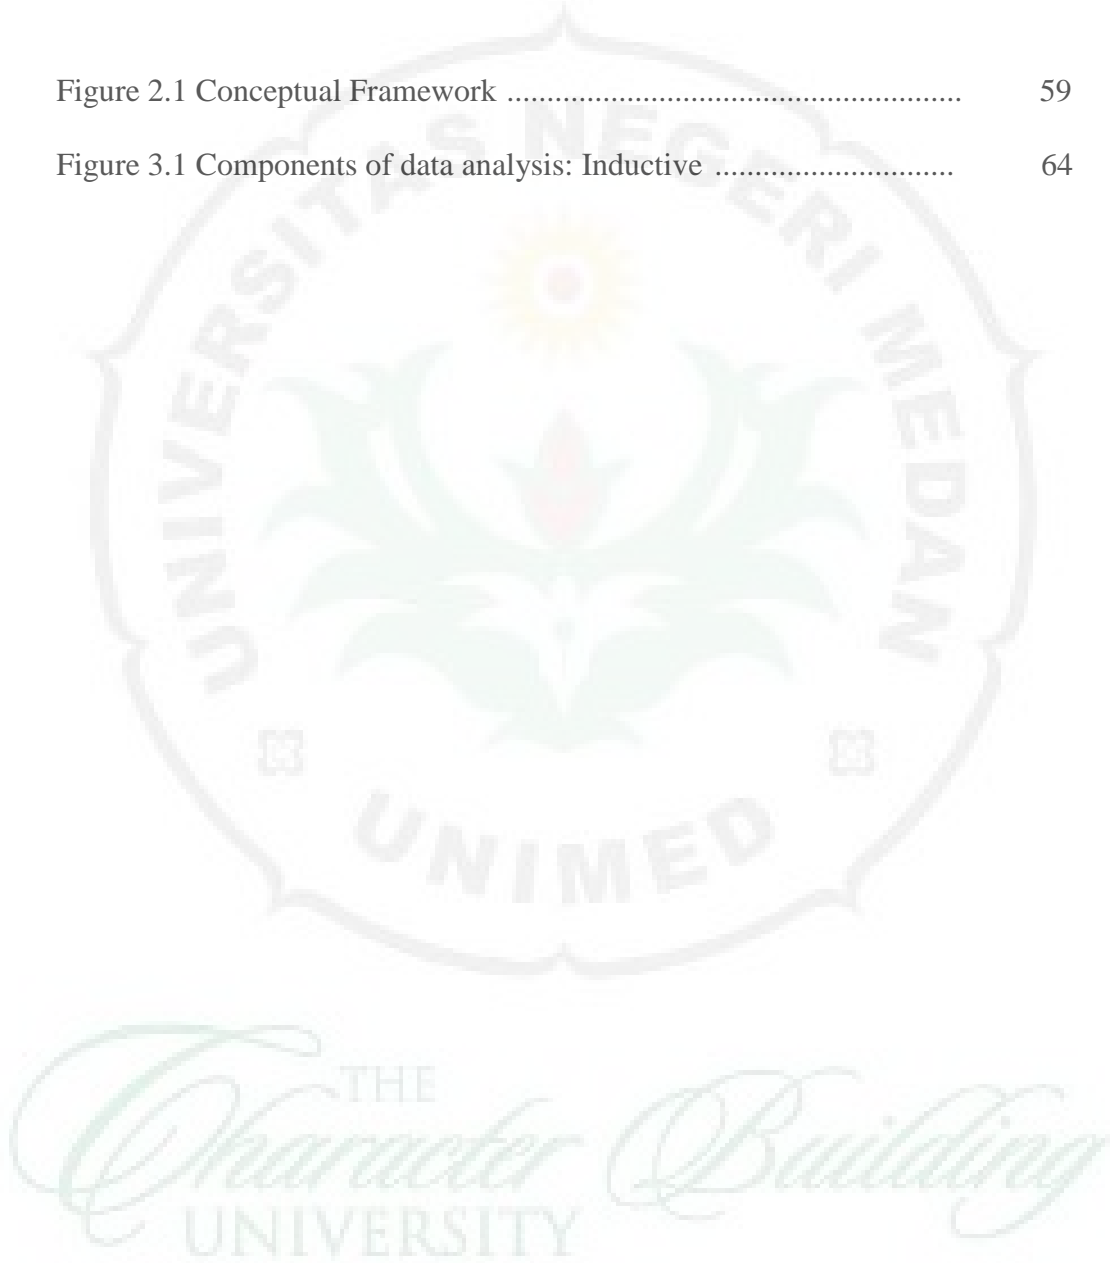 Figure 2.1 Conceptual Framework ......................................................... 59
Figure 3.1 Components of data analysis: Inductive .............................. 64
UNIVERSITAS NEGERI MEDAN
UNIMED
THE
Character Building
UNIVERSITY